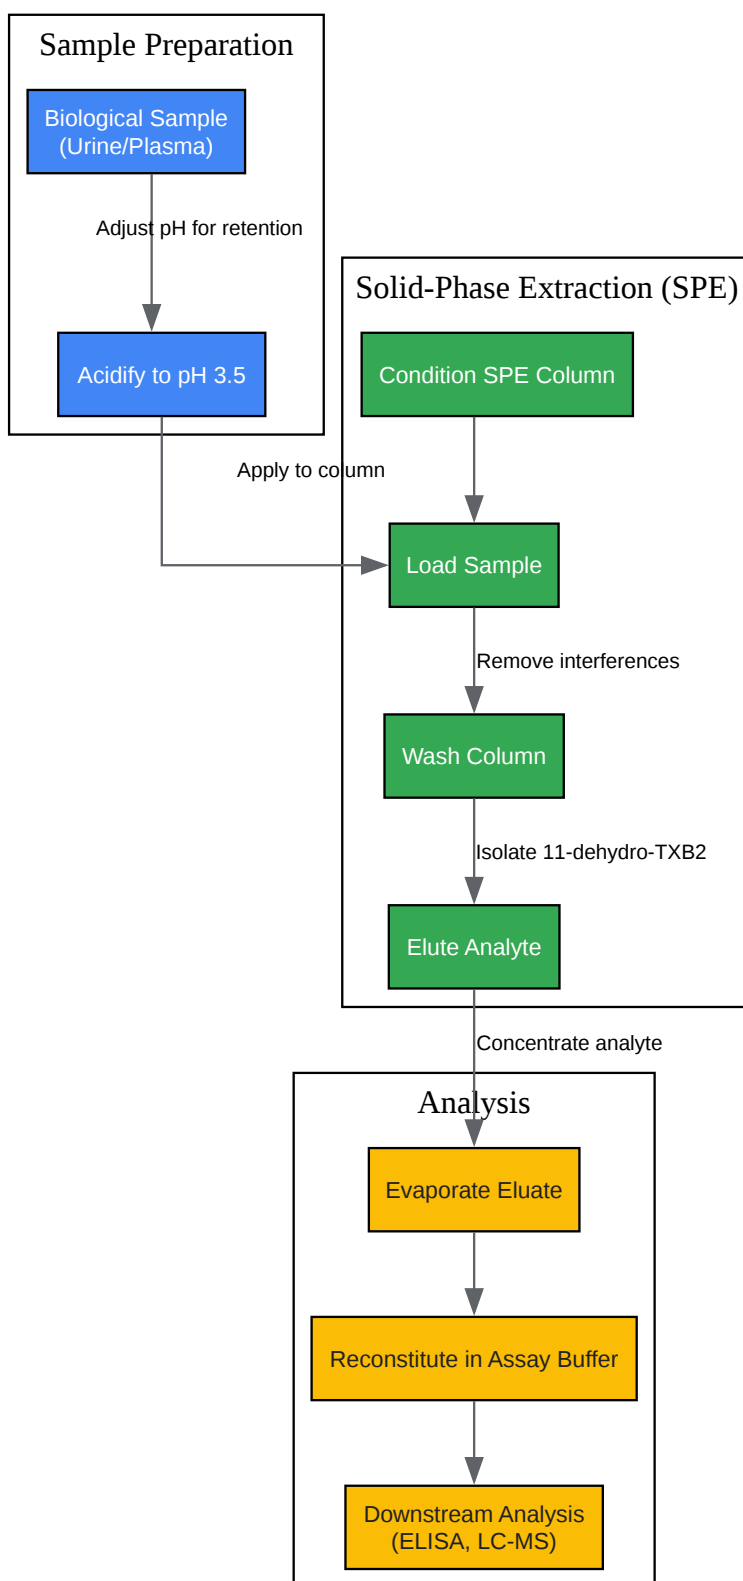 Sample Preparation
Biological Sample
(Urine/Plasma)
Adjust pH for retention
Acidify to pH 3.5
Solid-Phase Extraction (SPE)
Condition SPE Column
Apply to column
Load Sample
Remove interferences
Wash Column
Isolate 11-dehydro-TXB2
Elute Analyte
Concentrate analyte
Analysis
Evaporate Eluate
Reconstitute in Assay Buffer
Downstream Analysis
(ELISA, LC-MS)